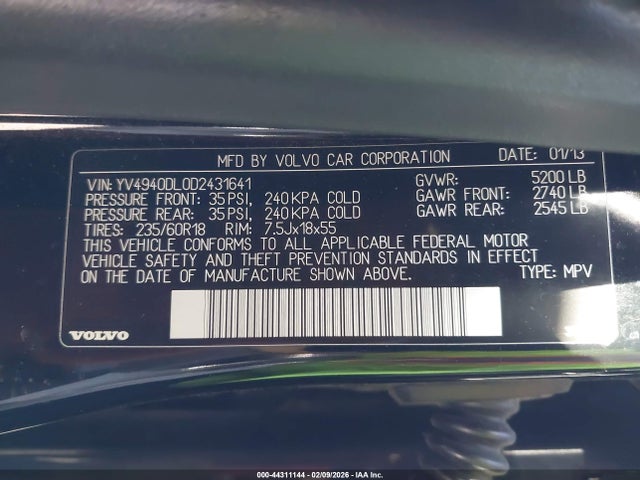 MFD BY VOLVO CAR CORPORATION DATE: 01/13
VIN: YV4940DL0D2431641 GVWR: 5200 LB
PRESSURE FRONT: 35 PSI, 240 KPA COLD GAWR FRONT: 2740 LB
PRESSURE REAR: 35 PSI, 240 KPA COLD GAWR REAR: 2545 LB
TIRES: 235/60R18 RIM: 7.5Jx18x55
THIS VEHICLE CONFORMS TO ALL APPLICABLE FEDERAL MOTOR
VEHICLE SAFETY AND THEFT PREVENTION STANDARDS IN EFFECT
ON THE DATE OF MANUFACTURE SHOWN ABOVE. TYPE: MPV
VOLVO
000-44311144 - 02/09/2026 - IAA Inc.